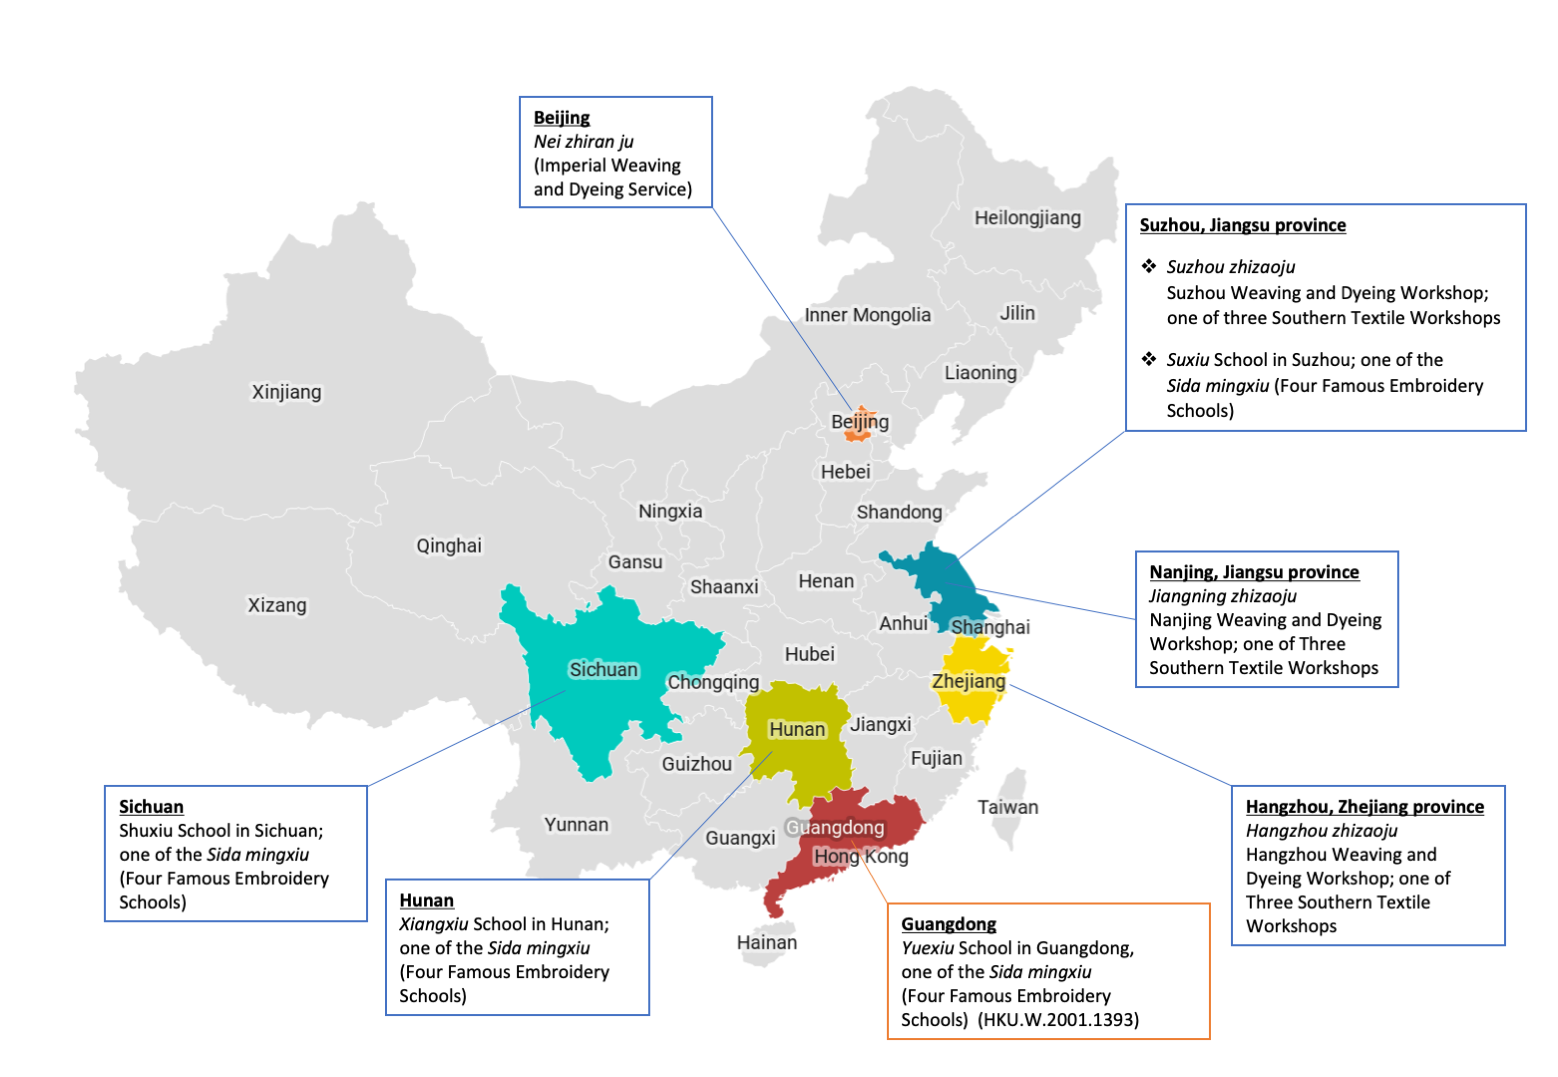 Beijing
Nei zhiran ju
(Imperial Weaving
and Dyeing Service)
Suzhou, Jiangsu province
❖ Suzhou zhizaoju
Suzhou Weaving and Dyeing Workshop;
one of three Southern Textile Workshops
❖ Suxiu School in Suzhou; one of the
Sida mingxiu (Four Famous Embroidery
Schools)
Nanjing, Jiangsu province
Jiangning zhizaoju
Nanjing Weaving and Dyeing
Workshop; one of Three
Southern Textile Workshops
Hangzhou, Zhejiang province
Hangzhou zhizaoju
Hangzhou Weaving and
Dyeing Workshop; one of
Three Southern Textile
Workshops
Sichuan
Shuxiu School in Sichuan;
one of the Sida mingxiu
(Four Famous Embroidery
Schools)
Hunan
Xiangxiu School in Hunan;
one of the Sida mingxiu
(Four Famous Embroidery
Schools)
Guangdong
Yuexiu School in Guangdong,
one of the Sida mingxiu
(Four Famous Embroidery
Schools) (HKU.W.2001.1393)
Heilongjiang
Inner Mongolia
Jilin
Liaoning
Xinjiang
Beijing
Hebei
Ningxia
Shandong
Qinghai
Gansu
Shaanxi
Henan
Xizang
Anhui
Shanghai
Hubei
Sichuan
Chongqing
Zhejiang
Hunan
Jiangxi
Guizhou
Fujian
Taiwan
Yunnan
Guangxi
Guangdong
Hong Kong
Hainan